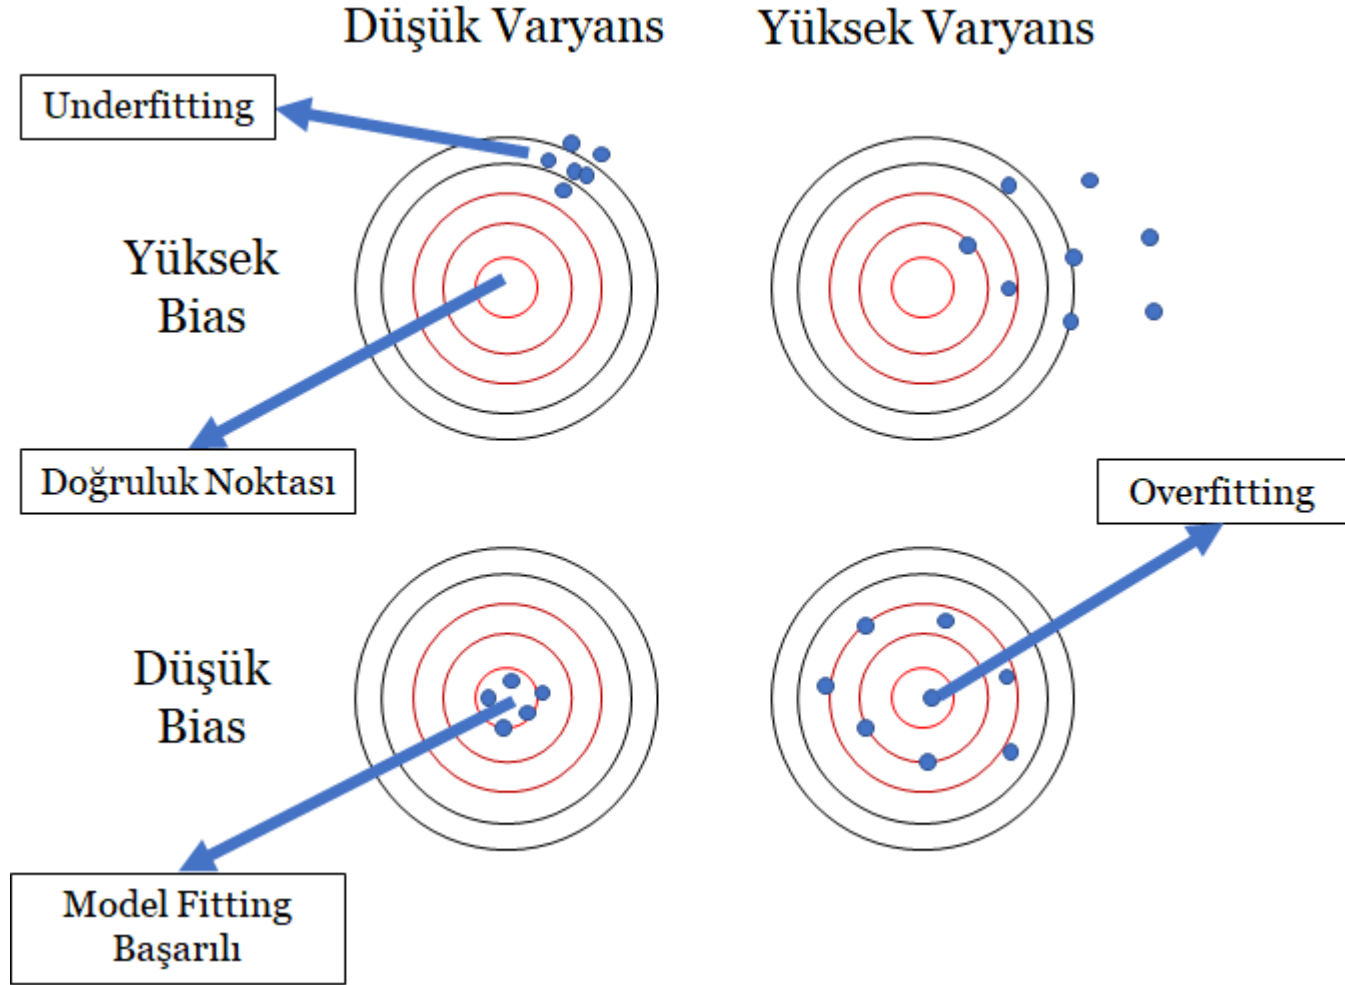 Düşük Varyans
Yüksek Varyans
Underfitting
Yüksek
Bias
Doğruluk Noktası
Overfitting
Düşük
Bias
Model Fitting
Başarılı